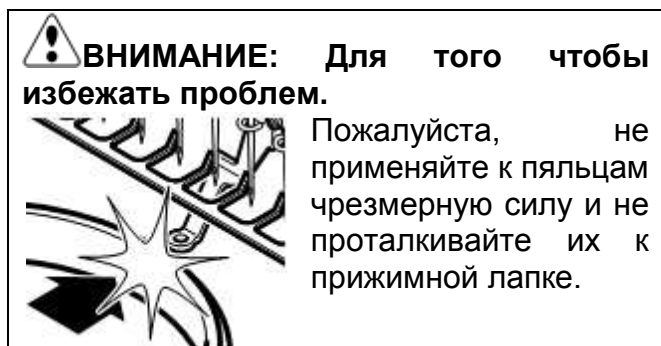 ВНИМАНИЕ: Для того чтобы
избежать проблем.
Пожалуйста, не
применяйте к пяльцам
чрезмерную силу и не
проталкивайте их к
прижимной лапке.